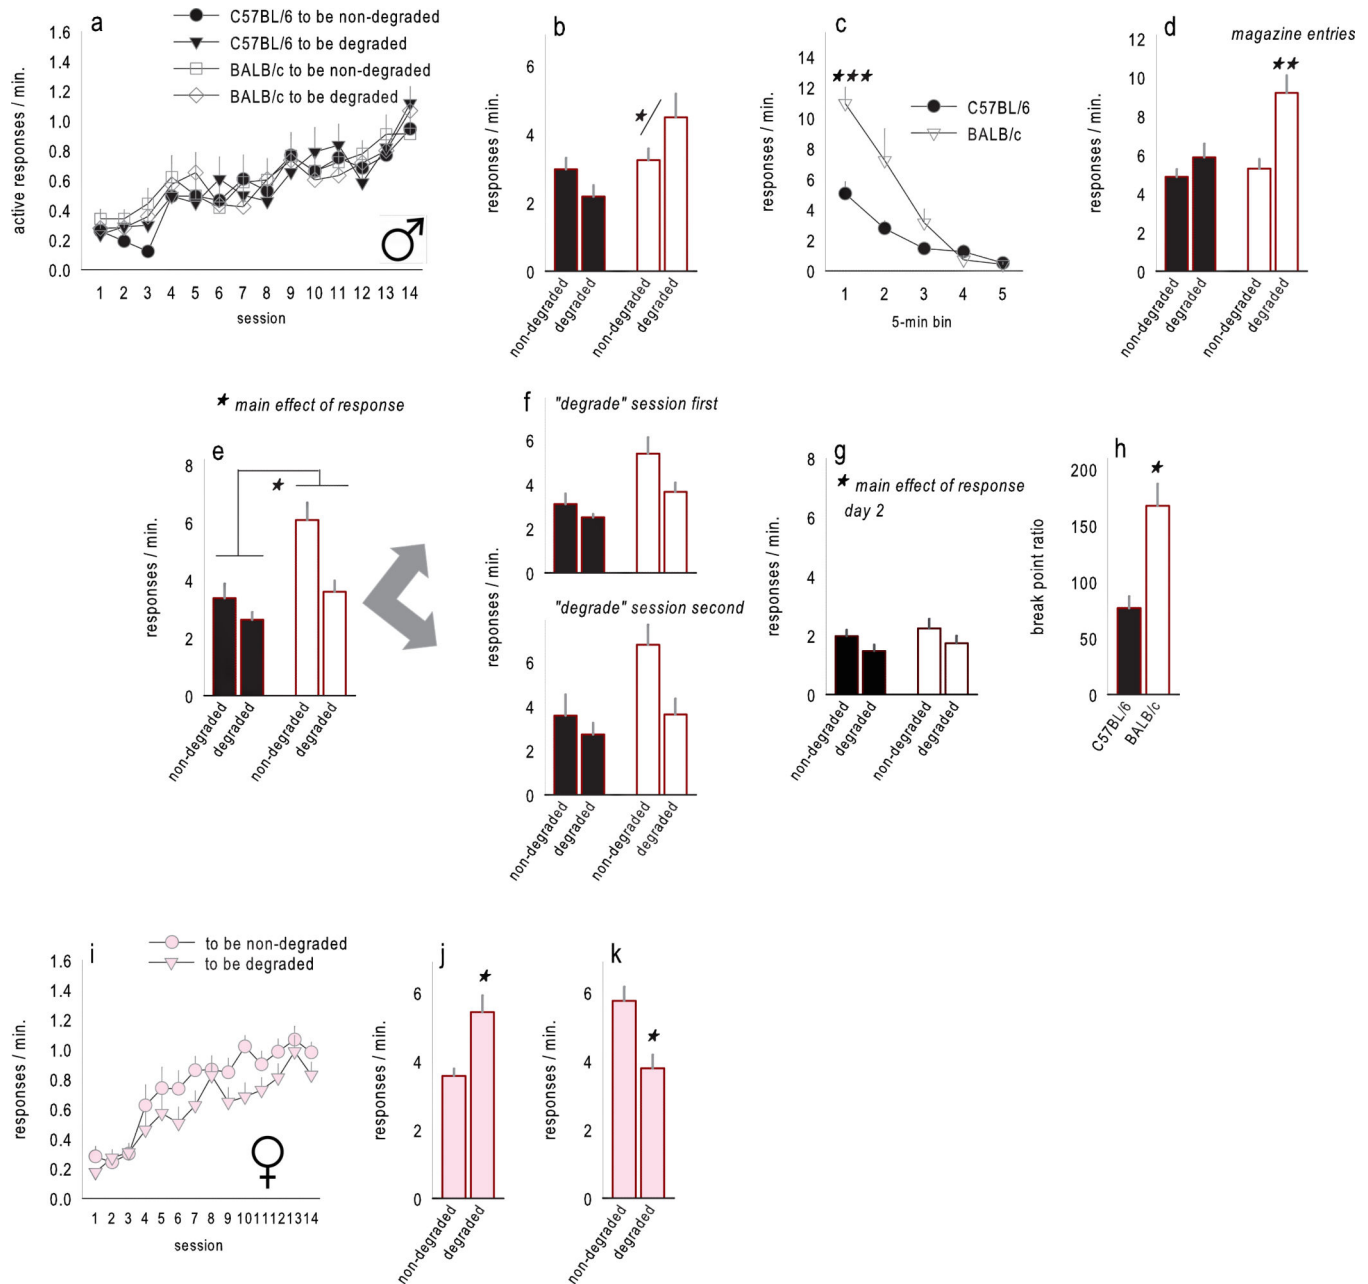 a
C57BL/6 to be non-degraded
C57BL/6 to be degraded
BALB/c to be non-degraded
BALB/c to be degraded
active responses / min.
1.6
1.4
1.2
1.0
0.8
0.6
0.4
0.2
0.0
1 2 3 4 5 6 7 8 9 10 11 12 13 14
session
b
responses / min.
6
4
2
0
non-degraded
degraded
non-degraded
degraded
c
responses / min.
14
12
10
8
6
4
2
0
C57BL/6
BALB/c
1 2 3 4 5
5-min bin
d
magazine entries
responses / min.
12
10
8
6
4
2
0
non-degraded
degraded
non-degraded
degraded
main effect of response
e
responses / min.
8
6
4
2
0
non-degraded
degraded
non-degraded
degraded
f
"degrade" session first
6
4
2
0
responses / min.
"degrade" session second
6
4
2
0
non-degraded
degraded
non-degraded
degraded
g
main effect of response
day 2
responses / min.
8
6
4
2
0
non-degraded
degraded
non-degraded
degraded
h
break point ratio
200
150
100
50
0
C57BL/6
BALB/c
i
to be non-degraded
to be degraded
responses / min.
1.6
1.4
1.2
1.0
0.8
0.6
0.4
0.2
0.0
1 2 3 4 5 6 7 8 9 10 11 12 13 14
session
j
responses / min.
6
4
2
0
non-degraded
degraded
k
responses / min.
6
4
2
0
non-degraded
degraded